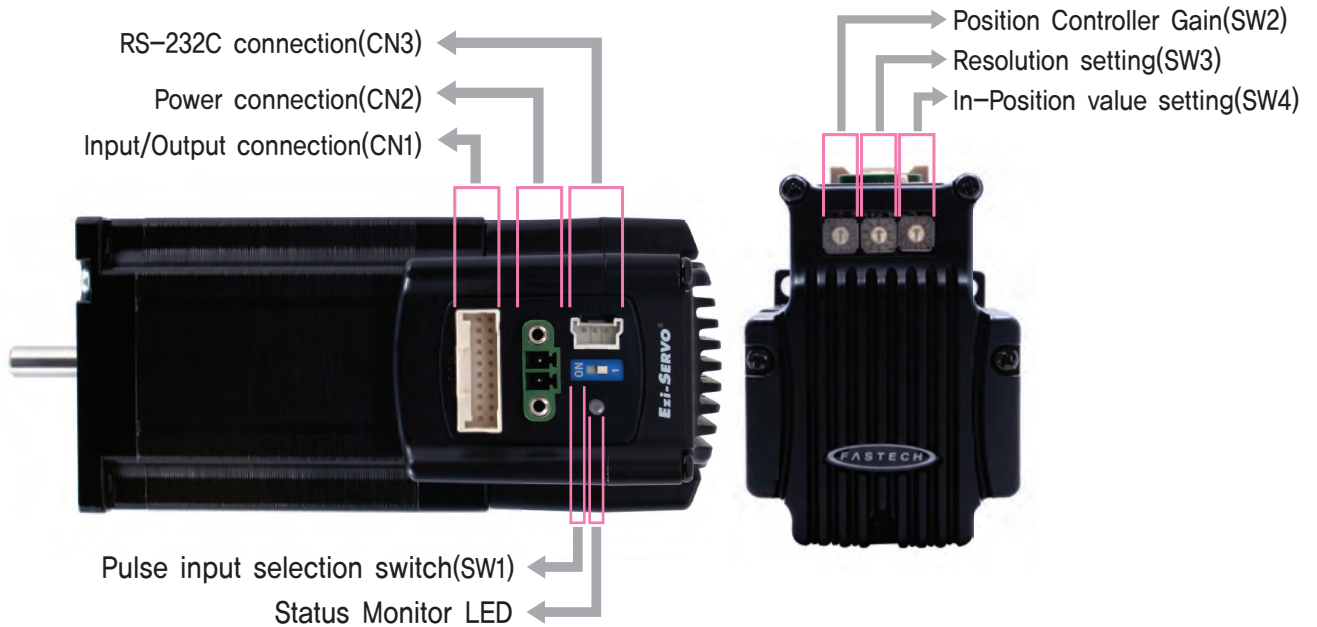 RS-232C connection(CN3)
Power connection(CN2)
Input/Output connection(CN1)
Position Controller Gain(SW2)
Resolution setting(SW3)
In-Position value setting(SW4)
ON
1
Ezi-SERVO®
FASTECH
Pulse input selection switch(SW1)
Status Monitor LED